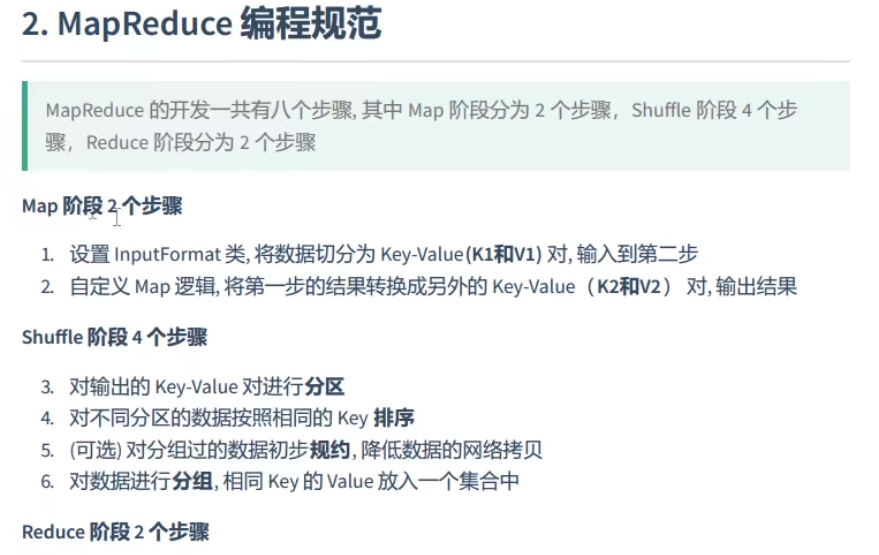 2. MapReduce 编程规范
MapReduce 的开发一共有八个步骤, 其中 Map 阶段分为 2 个步骤，Shuffle 阶段 4 个步
骤，Reduce 阶段分为 2 个步骤
Map 阶段 2 个步骤
1. 设置 InputFormat 类, 将数据切分为 Key-Value(K1和V1) 对, 输入到第二步
2. 自定义 Map 逻辑, 将第一步的结果转换成另外的 Key-Value（K2和V2） 对, 输出结果
Shuffle 阶段 4 个步骤
3. 对输出的 Key-Value 对进行分区
4. 对不同分区的数据按照相同的 Key 排序
5. (可选) 对分组过的数据初步规约, 降低数据的网络拷贝
6. 对数据进行分组, 相同 Key 的 Value 放入一个集合中
Reduce 阶段 2 个步骤